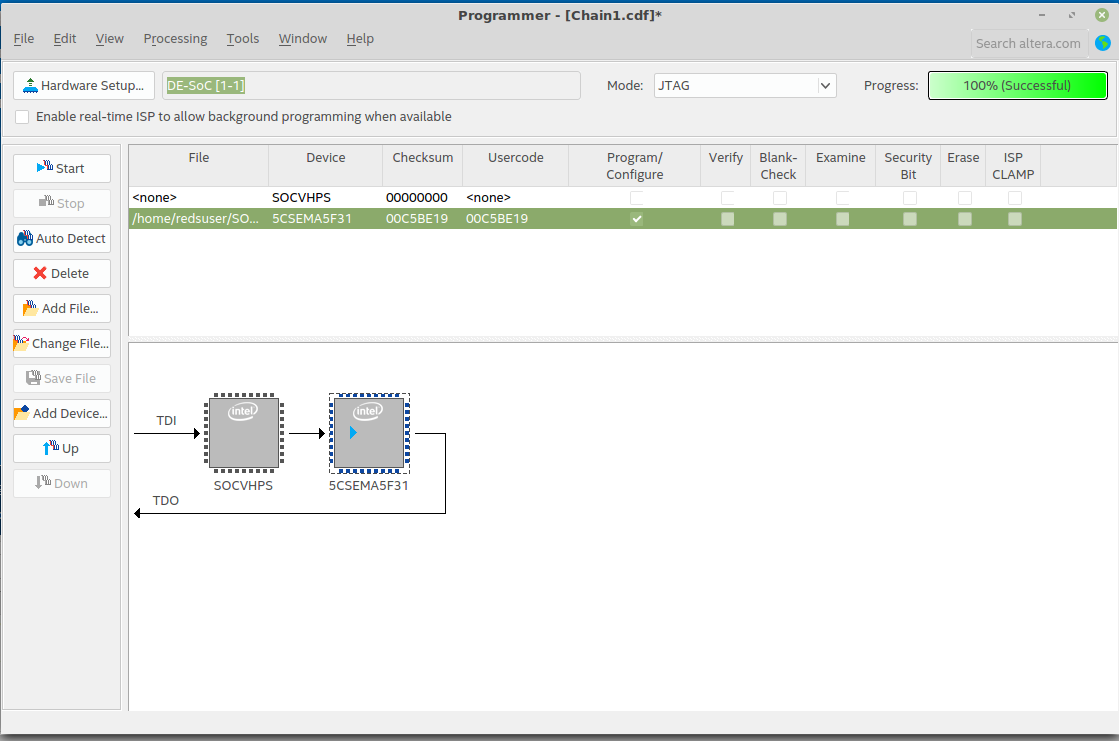 Programmer - [Chain1.cdf]*
File Edit View Processing Tools Window Help
Search altera.com
Hardware Setup... DE-SoC [1-1] Mode: JTAG Progress: 100% (Successful)
Enable real-time ISP to allow background programming when available
Start
Stop
Auto Detect
Delete
Add File...
Change File...
Save File
Add Device...
Up
Down
File Device Checksum Usercode Program/ Verify Blank- Examine Security Erase ISP
Configure Check Bit CLAMP
<none> SOCVHPS 00000000 <none>
/home/redsuser/SO... 5CSEMA5F31 00C5BE19 00C5BE19
intel intel
TDI
SOCVHPS 5CSEMA5F31
TDO